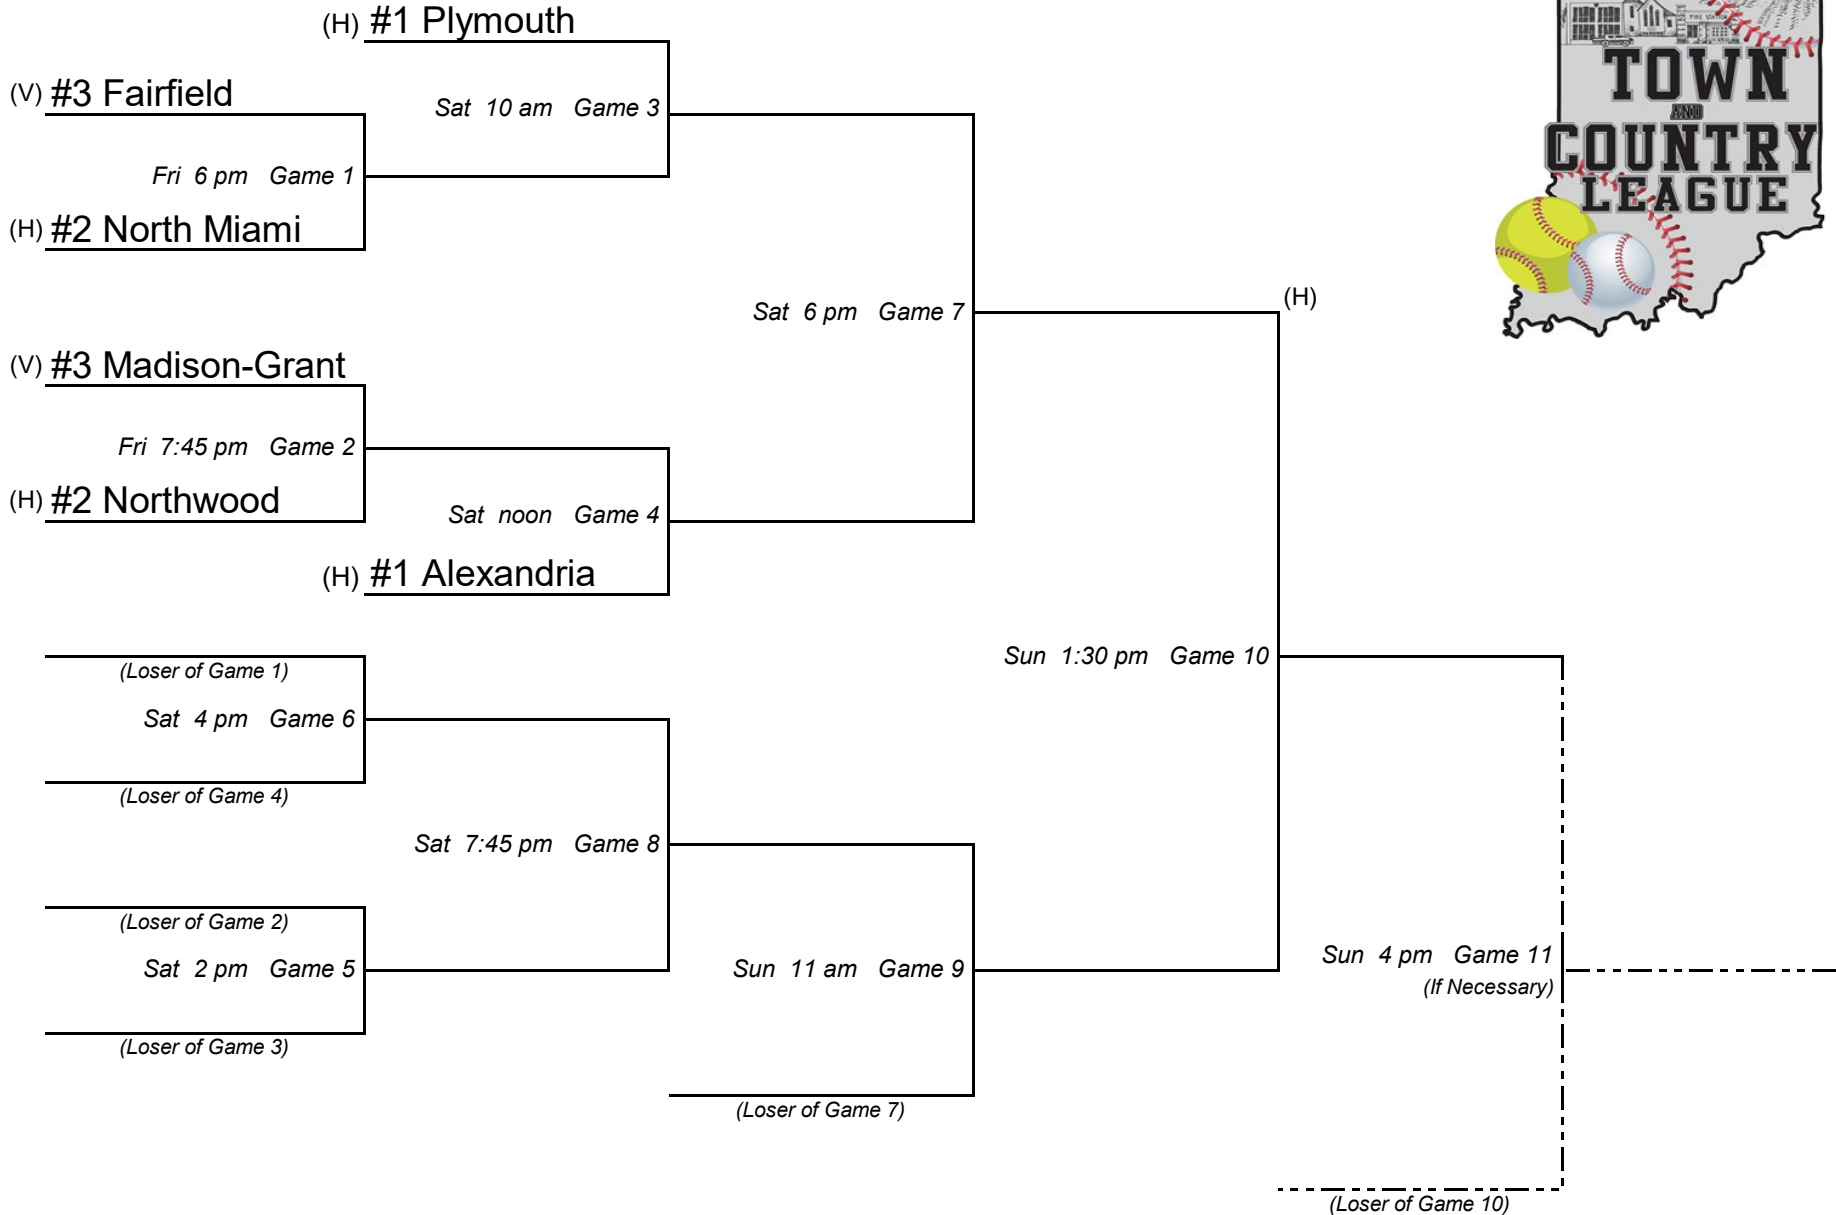 (H) #1 Plymouth
(V) #3 Fairfield
Sat 10 am Game 3
Fri 6 pm Game 1
(H) #2 North Miami
Sat 6 pm Game 7
(H)
(V) #3 Madison-Grant
Fri 7:45 pm Game 2
(H) #2 Northwood
Sat noon Game 4
(H) #1 Alexandria
(Loser of Game 1)
Sat 4 pm Game 6
(Loser of Game 4)
Sun 1:30 pm Game 10
Sat 7:45 pm Game 8
(Loser of Game 2)
Sat 2 pm Game 5
(Loser of Game 3)
Sun 11 am Game 9
(Loser of Game 7)
Sun 4 pm Game 11
(If Necessary)
(Loser of Game 10)
FIRE STATION
TOWN
AND
COUNTRY
LEAGUE